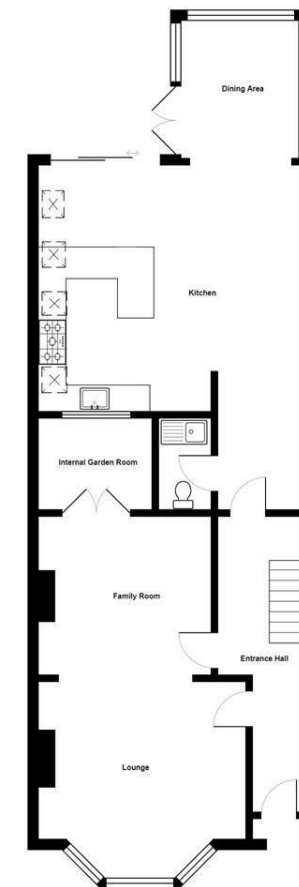 Dining Area
Kitchen
Internal Garden Room
Family Room
Entrance Hall
Lounge